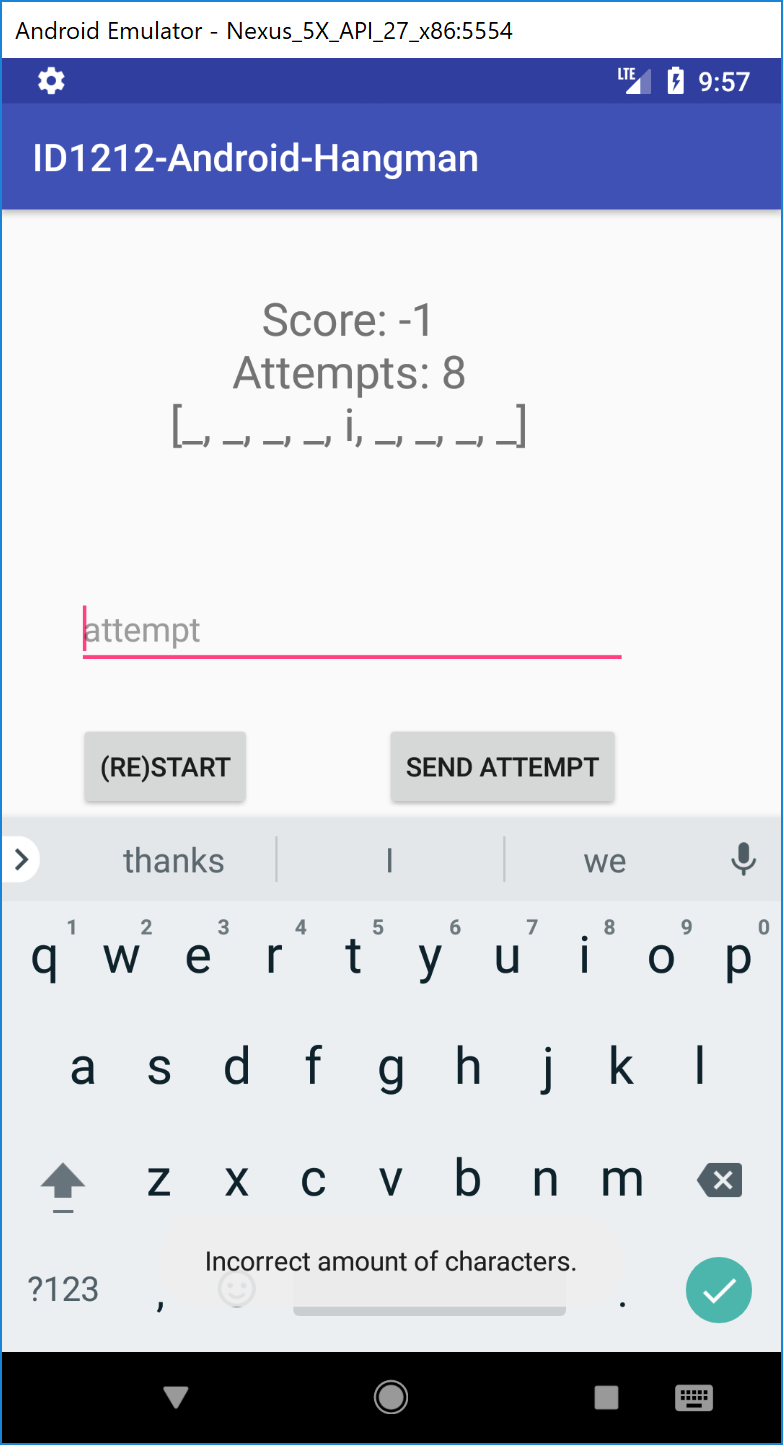 Android Emulator - Nexus_5X_API_27_x86:5554
LTE 9:57
ID1212-Android-Hangman
Score: -1
Attempts: 8
[_, _, _, _, i, _, _, _, _]
attempt
(RE)START SEND ATTEMPT
thanks I we
1 2 3 4 5 6 7 8 9 0
q w e r t y u i o p
a s d f g h j k l
z x c v b n m
Incorrect amount of characters.
?123 , .